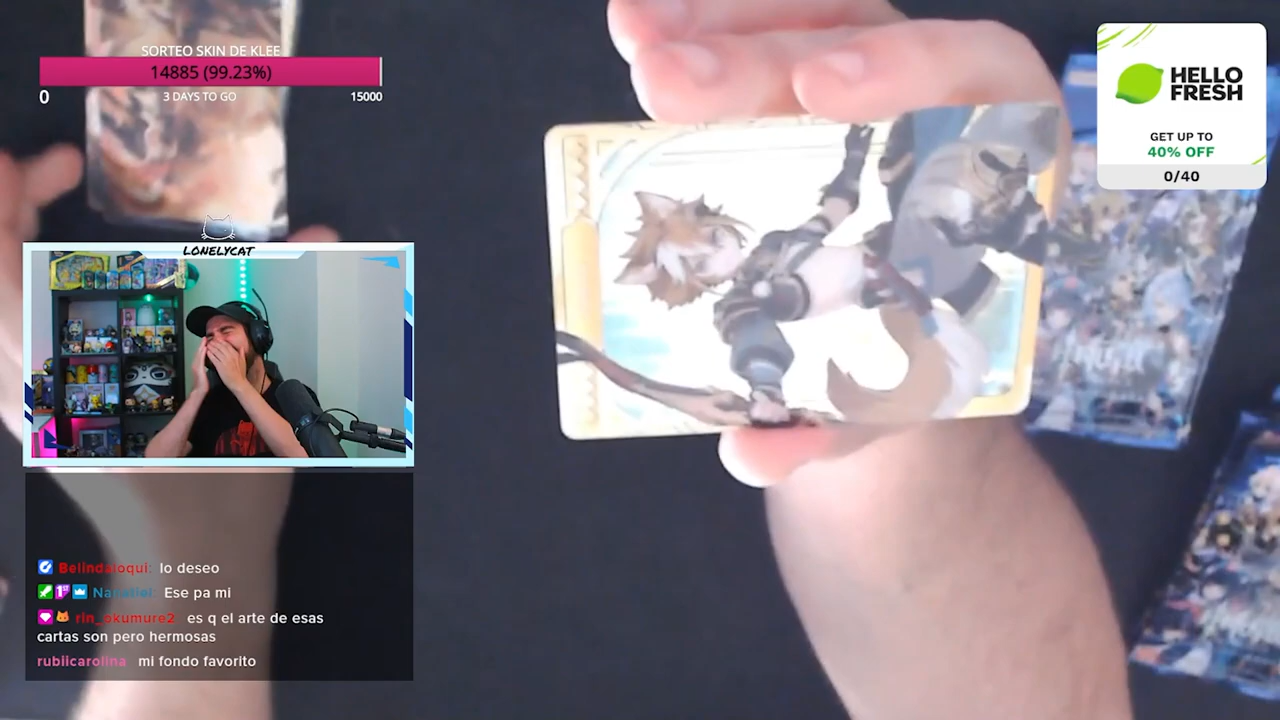 SORTEO SKIN DE KLEE
14885 (99.23%)
0
3 DAYS TO GO
15000
HELLO
FRESH
GET UP TO
40% OFF
0/40
LONELYCAT
lo deseo
Ese pa mi
rin_okumure2 es q el arte de esas
cartas son pero hermosas
rubiicarolina mi fondo favorito